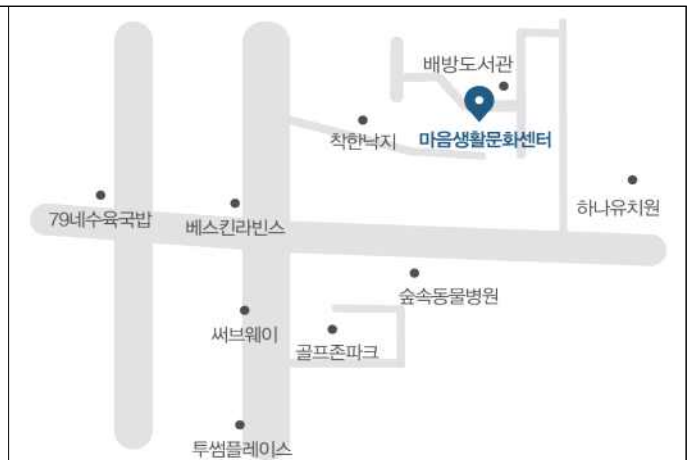 배방도서관
착한낙지
마음생활문화센터
하나유치원
79네수육국밥
베스킨라빈스
숲속동물병원
써브웨이
골프존파크
투썸플레이스